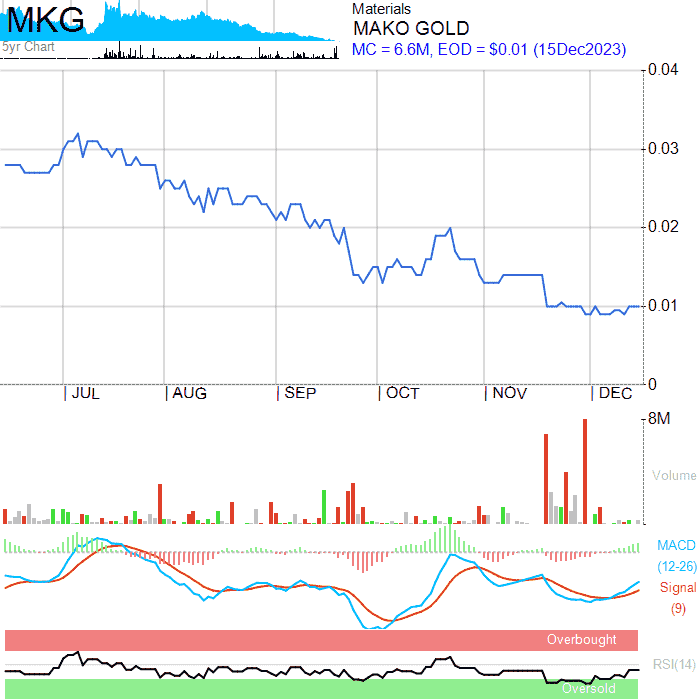 MKG
5yr Chart
Materials
MAKO GOLD
MC = 6.6M, EOD = $0.01 (15Dec2023)
0.04
0.03
0.02
0.01
0
| JUL | AUG | SEP | OCT | NOV | DEC
8M
Volume
MACD
(12-26)
Signal
(9)
Overbought
RSI(14)
Oversold